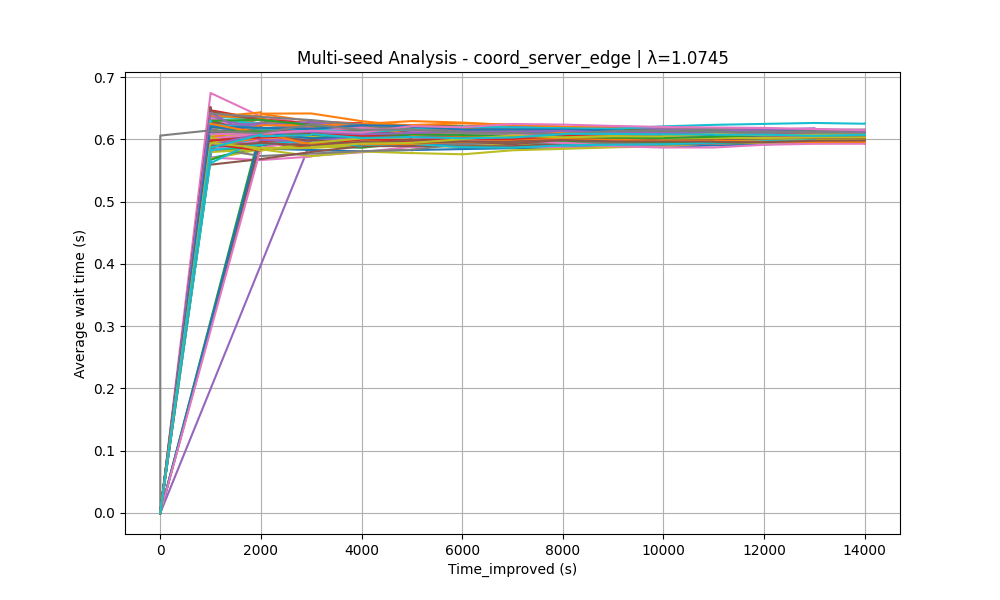 Multi-seed Analysis - coord_server_edge | λ=1.0745
0.7
0.6
0.5
0.4
0.3
0.2
0.1
0.0
Average wait time (s)
0 2000 4000 6000 8000 10000 12000 14000
Time_improved (s)